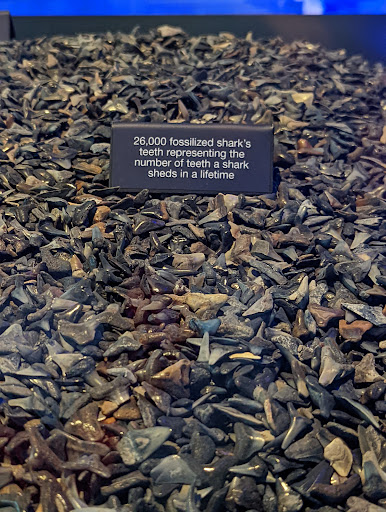 26,000 fossilized shark's
teeth representing the
number of teeth a shark
sheds in a lifetime